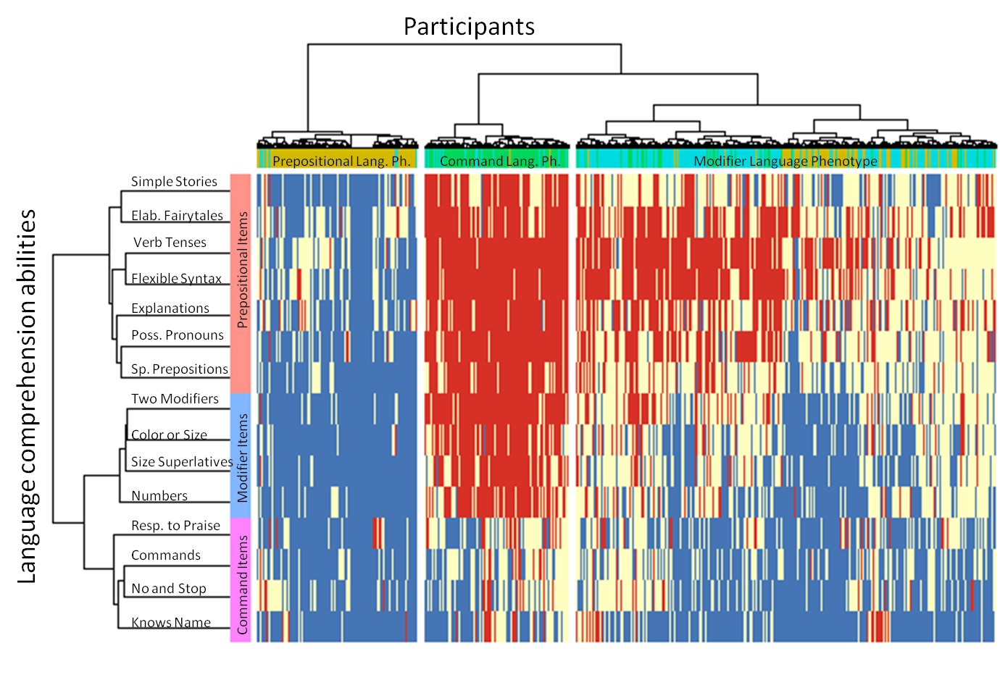 Participants
Prepositional Lang. Ph.
Command Lang. Ph.
Modifier Language Phenotype
Language comprehension abilities
Simple Stories
Elab. Fairytales
Verb Tenses
Flexible Syntax
Explanations
Poss. Pronouns
Sp. Prepositions
Two Modifiers
Color or Size
Size Superlatives
Numbers
Resp. to Praise
Commands
No and Stop
Knows Name
Prepositional Items
Modifier Items
Command Items